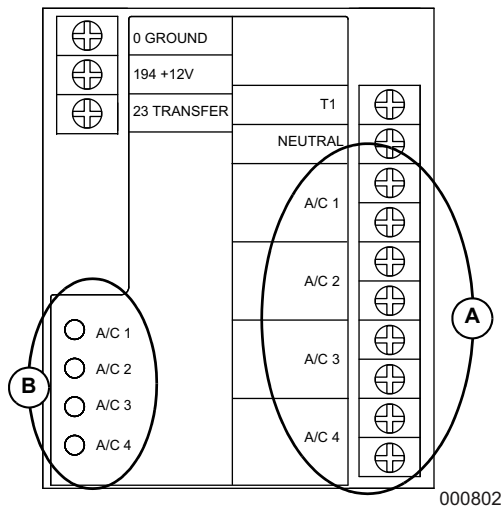 0 GROUND
194 +12V
23 TRANSFER
T1
NEUTRAL
A/C 1
A/C 2
A/C 3
A/C 4
A
A/C 1
A/C 2
A/C 3
A/C 4
B
000802